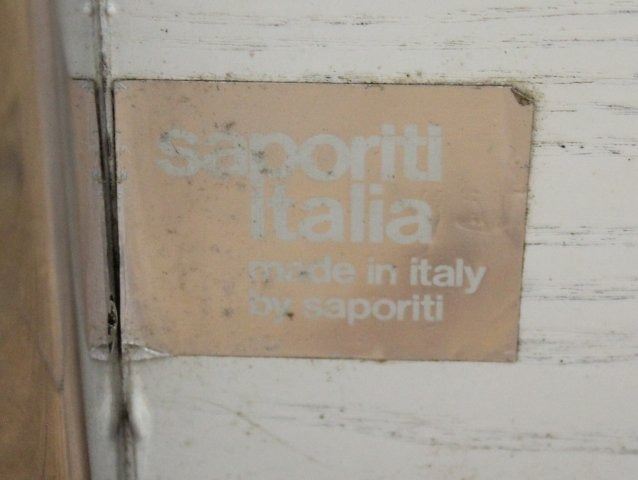 saporiti
italia
made in italy
by saporiti